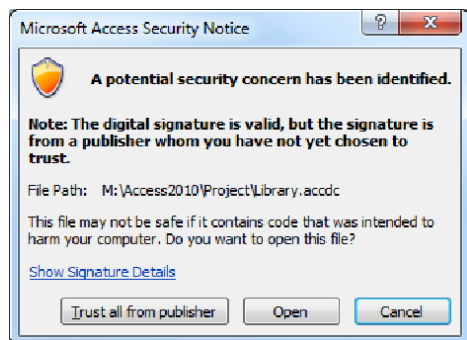 Microsoft Access Security Notice
?
A potential security concern has been identified.
Note: The digital signature is valid, but the signature is
from a publisher whom you have not yet chosen to
trust.
File Path: M:\Access2010\Project\Library.accdc
This file may not be safe if it contains code that was intended to
harm your computer. Do you want to open this file?
Show Signature Details
Trust all from publisher Open Cancel